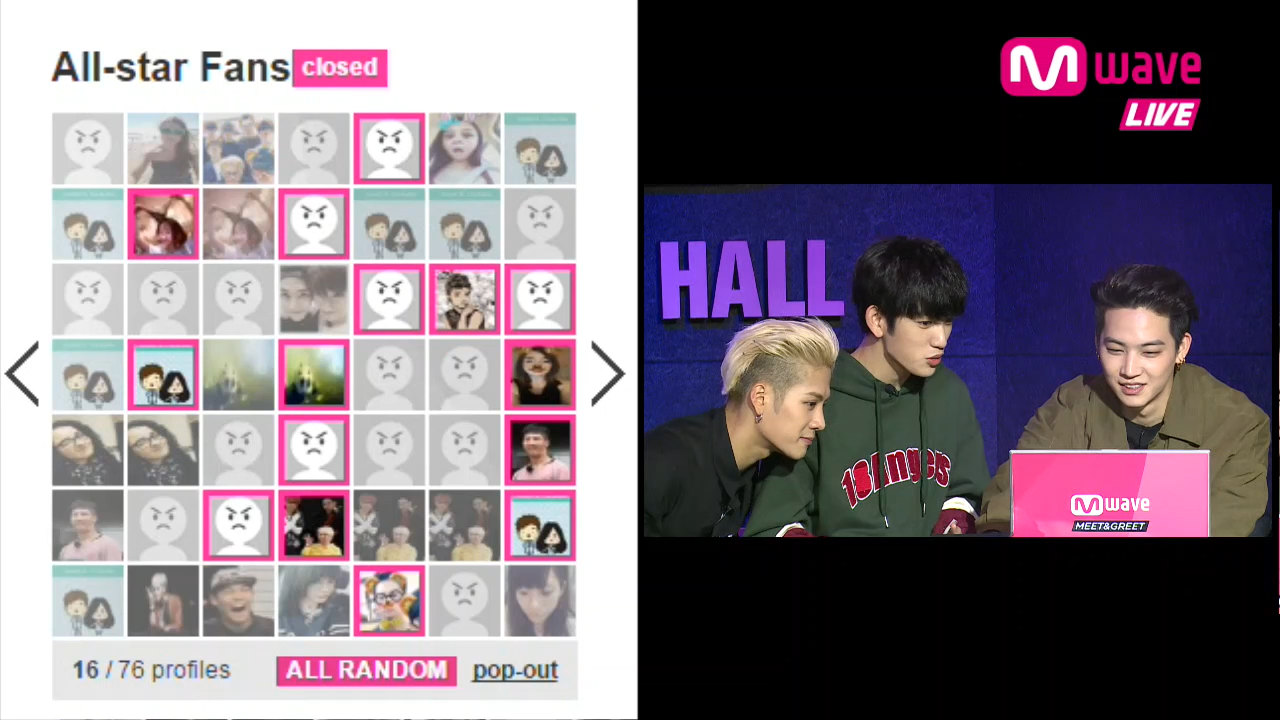 All-star Fans closed
16 / 76 profiles
ALL RANDOM
pop-out
M wave
LIVE
HALL
M wave
MEET&GREET